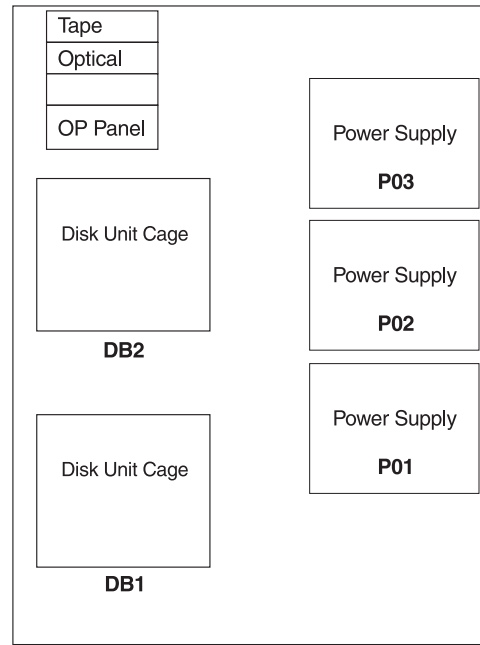 Tape
Optical
OP Panel
Power Supply
P03
Disk Unit Cage
DB2
Power Supply
P02
Power Supply
P01
Disk Unit Cage
DB1